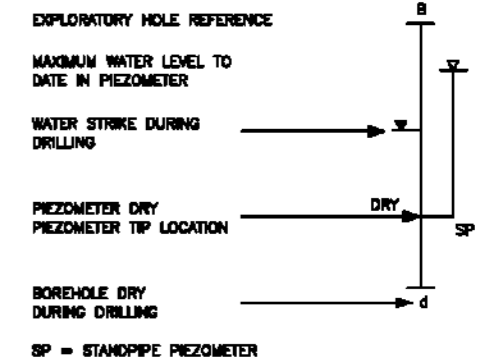 EXPLORATORY HOLE REFERENCE
B
MAXIMUM WATER LEVEL TO
DATE IN PIEZOMETER
WATER STRIKE DURING
DRILLING
PIEZOMETER DRY
PIEZOMETER TIP LOCATION
DRY
SP
BOREHOLE DRY
DURING DRILLING
d
SP = STANDPIPE PIEZOMETER